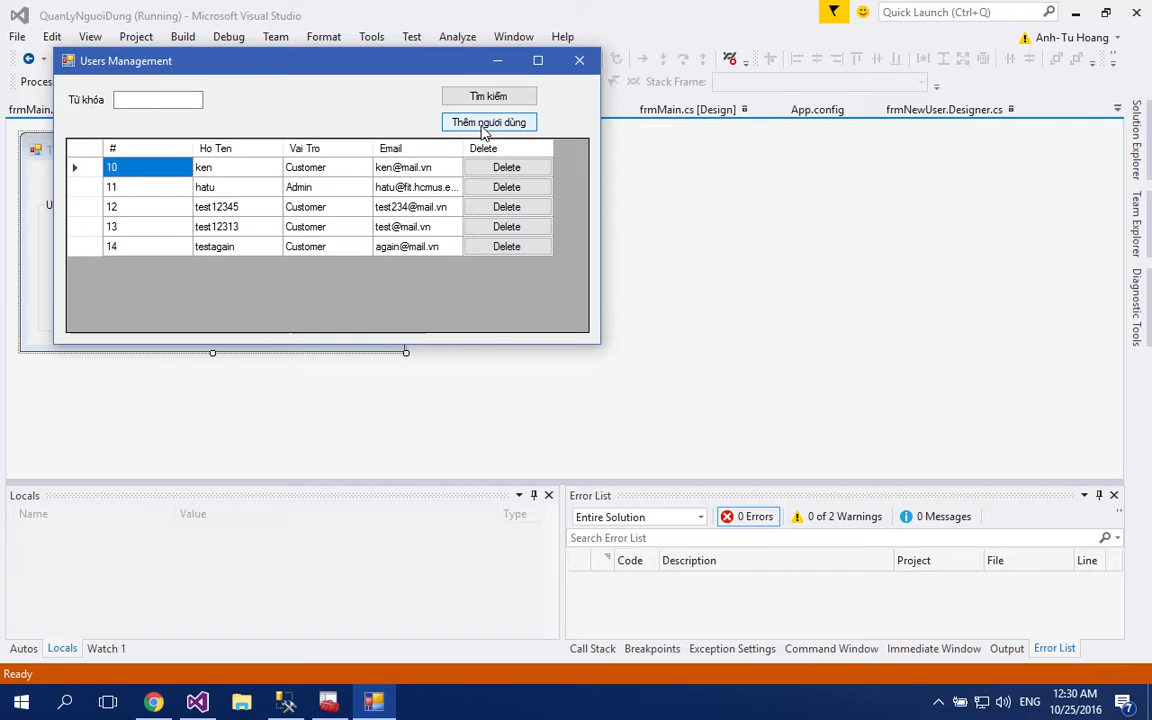 QuanLyNguoiDung (Running) - Microsoft Visual Studio
Quick Launch (Ctrl+Q)
File Edit View Project Build Debug Team Format Tools Test Analyze Window Help
Anh-Tu Hoang
Users Management
Stack Frame:
Proces
Từ khóa
Tìm kiếm
frmMain.
frmMain.cs [Design]
App.config
frmNewUser.Designer.cs
Thêm người dùng
# Ho Ten Vai Tro Email Delete
10 ken Customer ken@mail.vn Delete
11 hatu Admin hatu@fit.hcmus.e... Delete
12 test12345 Customer test234@mail.vn Delete
13 test12313 Customer test@mail.vn Delete
14 testagain Customer again@mail.vn Delete
Solution Explorer
Team Explorer
Diagnostic Tools
Locals
Name Value Type
Error List
Entire Solution
0 Errors
0 of 2 Warnings
0 Messages
Search Error List
Code Description Project File Line
Autos Locals Watch 1
Call Stack Breakpoints Exception Settings Command Window Immediate Window Output Error List
Ready
ENG
12:30 AM
10/25/2016
7